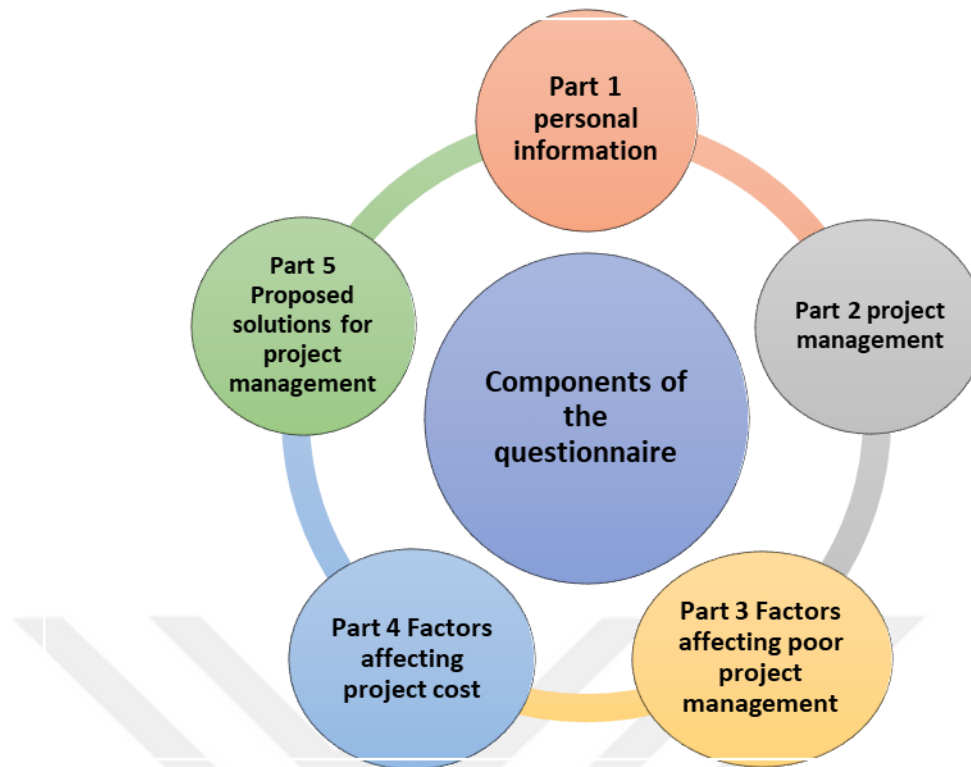 Part 1
personal
information
Part 2 project
management
Part 3 Factors
affecting poor
project
management
Part 4 Factors
affecting
project cost
Part 5
Proposed
solutions for
project
management
Components of
the
questionnaire